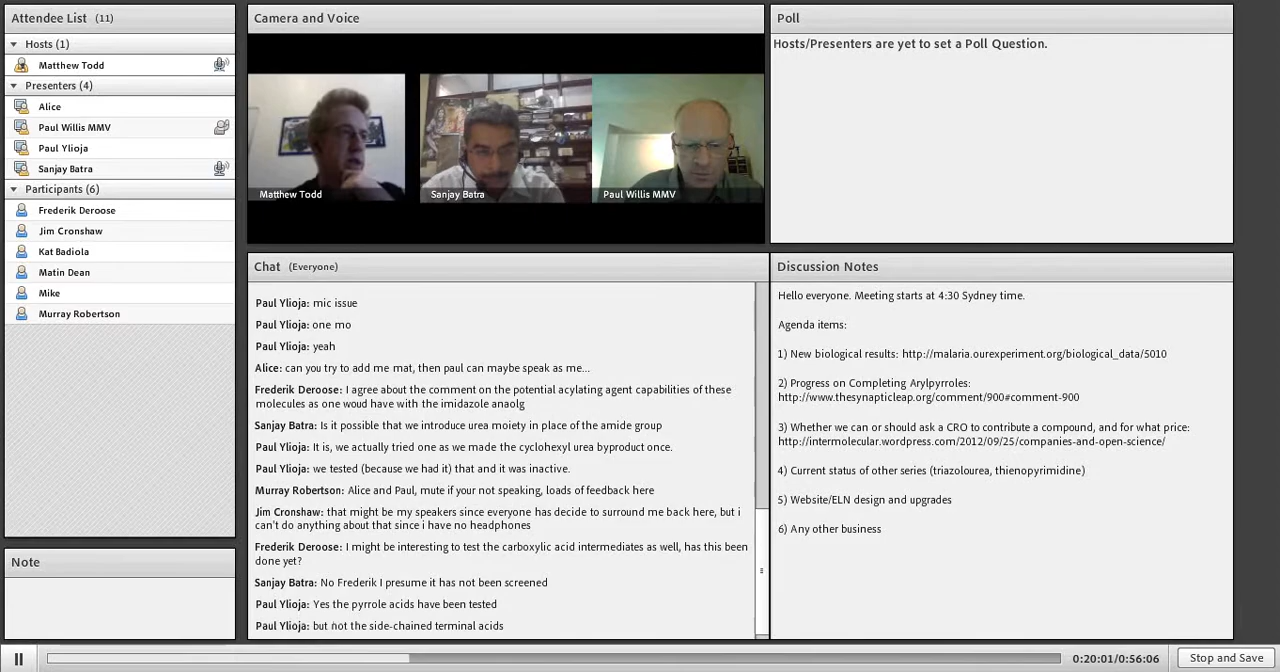 Attendee List (11)
Hosts (1)
Matthew Todd
Presenters (4)
Alice
Paul Willis MMV
Paul Ylioja
Sanjay Batra
Participants (6)
Frederik Deroose
Jim Cronshaw
Kat Badiola
Matin Dean
Mike
Murray Robertson
Note
Camera and Voice
Matthew Todd
Sanjay Batra
Paul Willis MMV
Poll
Hosts/Presenters are yet to set a Poll Question.
Chat (Everyone)
Paul Ylioja: mic issue
Paul Ylioja: one mo
Paul Ylioja: yeah
Alice: can you try to add me mat, then paul can maybe speak as me...
Frederik Deroose: I agree about the comment on the potential acylating agent capabilities of these
molecules as one woud have with the imidazole anaolg
Sanjay Batra: Is it possible that we introduce urea moiety in place of the amide group
Paul Ylioja: It is, we actually tried one as we made the cyclohexyl urea byproduct once.
Paul Ylioja: we tested (because we had it) that and it was inactive.
Murray Robertson: Alice and Paul, mute if your not speaking, loads of feedback here
Jim Cronshaw: that might be my speakers since everyone has decide to surround me back here, but i
can't do anything about that since i have no headphones
Frederik Deroose: I might be interesting to test the carboxylic acid intermediates as well, has this been
done yet?
Sanjay Batra: No Frederik I presume it has not been screened
Paul Ylioja: Yes the pyrrole acids have been tested
Paul Ylioja: but not the side-chained terminal acids
Discussion Notes
Hello everyone. Meeting starts at 4:30 Sydney time.
Agenda items:
1) New biological results: http://malaria.ourexperiment.org/biological_data/5010
2) Progress on Completing Arylpyrroles:
http://www.thesynapticleap.org/comment/900#comment-900
3) Whether we can or should ask a CRO to contribute a compound, and for what price:
http://intermolecular.wordpress.com/2012/09/25/companies-and-open-science/
4) Current status of other series (triazolourea, thienopyrimidine)
5) Website/ELN design and upgrades
6) Any other business
0:20:01/0:56:06
Stop and Save